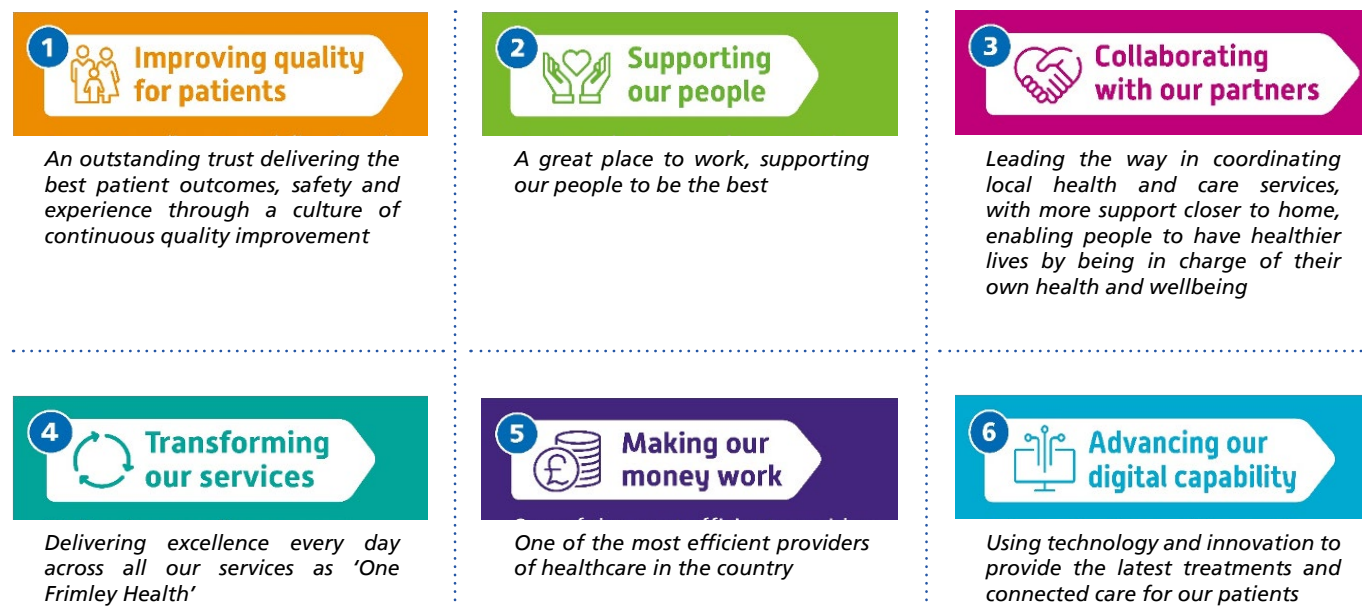 1
Improving quality
for patients
An outstanding trust delivering the
best patient outcomes, safety and
experience through a culture of
continuous quality improvement
2
Supporting
our people
A great place to work, supporting
our people to be the best
3
Collaborating
with our partners
Leading the way in coordinating
local health and care services,
with more support closer to home,
enabling people to have healthier
lives by being in charge of their
own health and wellbeing
4
Transforming
our services
Delivering excellence every day
across all our services as ‘One
Frimley Health’
5
£
Making our
money work
One of the most efficient providers
of healthcare in the country
6
Advancing our
digital capability
Using technology and innovation to
provide the latest treatments and
connected care for our patients